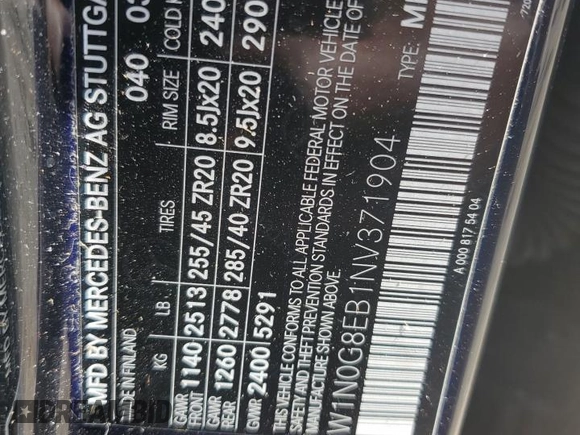 MFD BY MERCEDES-BENZ AG STUTTGA
MADE IN FINLAND 040 03
KG LB TIRES RIM SIZE COLD
GAWR FRONT 1140 2513 255/45 ZR20 8.5Jx20 240
GAWR REAR 1260 2778 285/40 ZR20 9.5Jx20 290
GVWR 2400 5291
THIS VEHICLE CONFORMS TO ALL APPLICABLE FEDERAL MOTOR VEHICLE
SAFETY AND THEFT PREVENTION STANDARDS IN EFFECT ON THE DATE OF
MANUFACTURE SHOWN ABOVE.
W1N0G8EB1NV371904 TYPE:
A 000 817 54 04